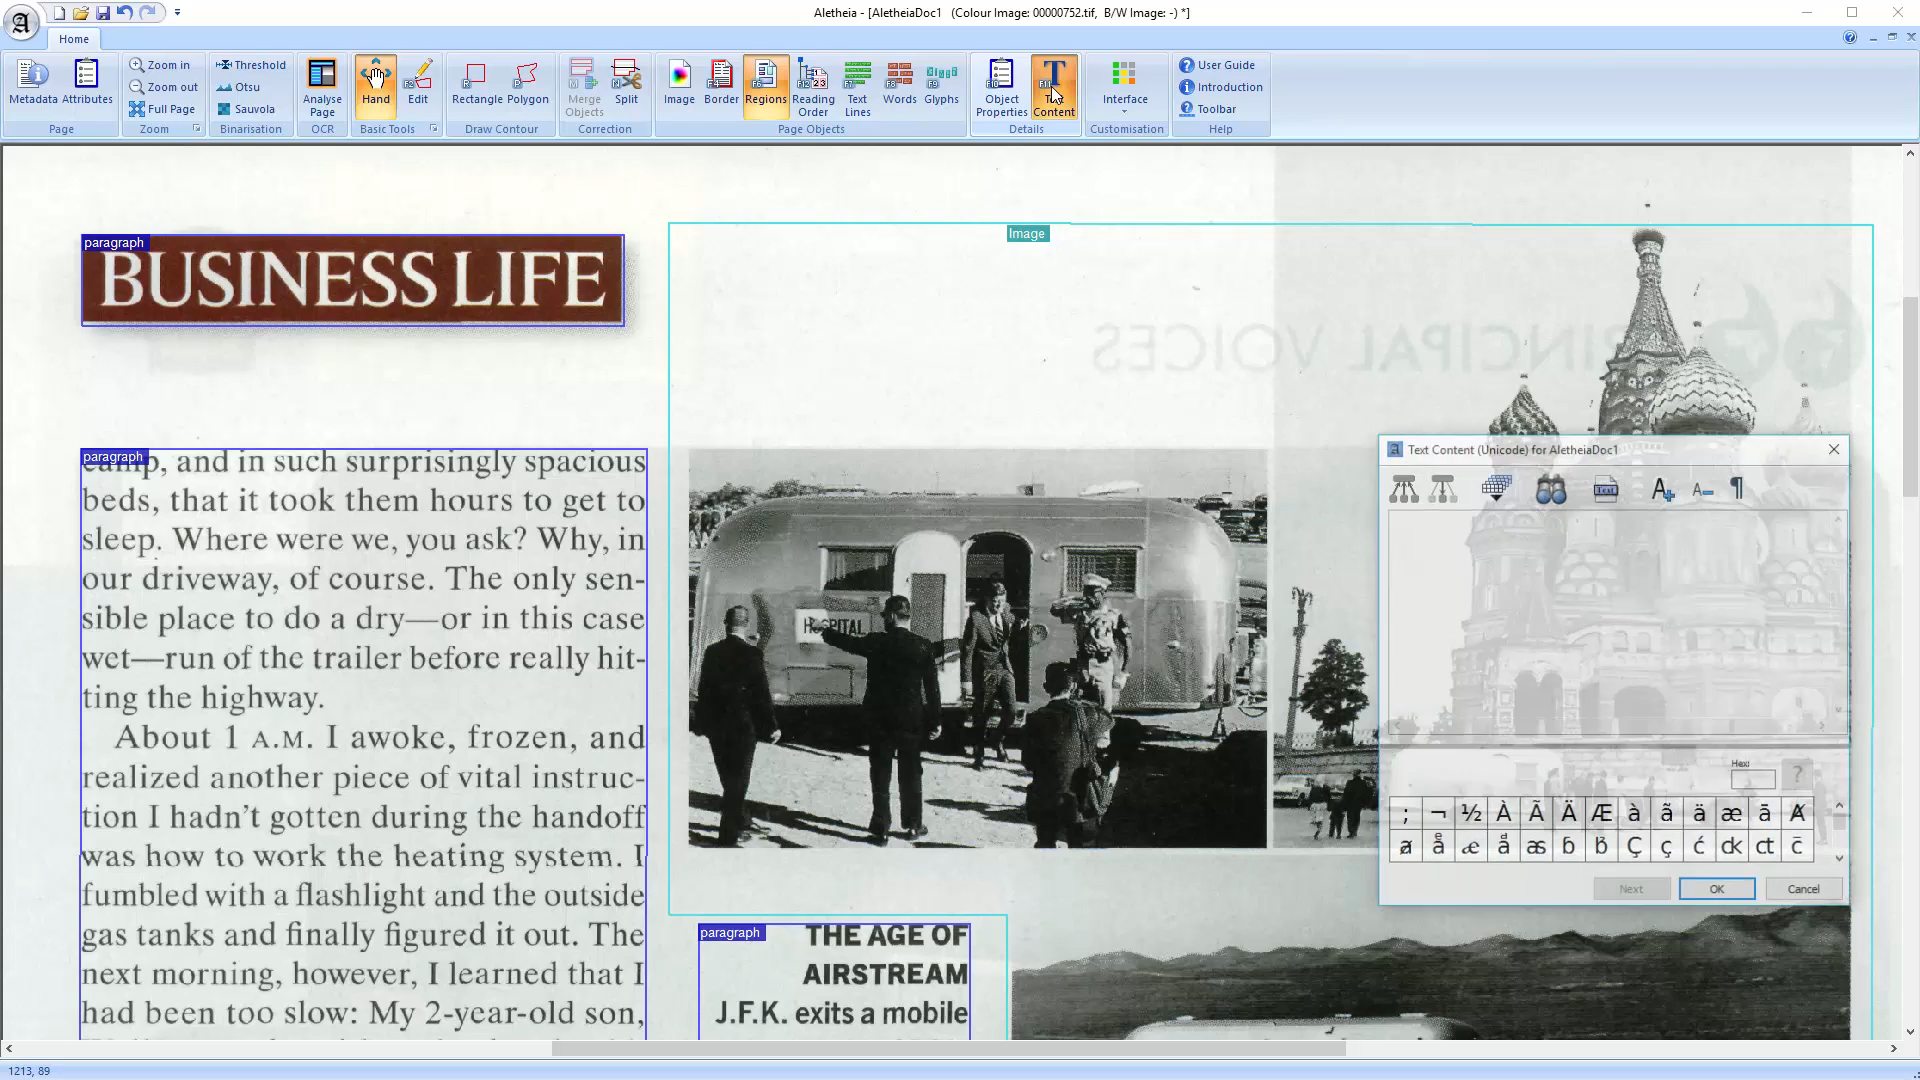 Aletheia - [AletheiaDoc1 (Colour Image: 00000752.tif, B/W Image: -) *]
Home
Metadata Attributes
Page
Zoom in
Zoom out
Full Page
Zoom
Threshold
Otsu
Sauvola
Binarisation
Analyse Page
OCR
Hand
Edit
Basic Tools
Rectangle Polygon
Draw Contour
Merge Objects
Split
Correction
Image
Border
Regions
Reading Order
Text Lines
Words
Glyphs
Page Objects
Object Properties
Text Content
Details
Interface
Customisation
User Guide
Introduction
Toolbar
Help
paragraph
BUSINESS LIFE
Image
PRINCIPAL VOICES
paragraph
camp, and in such surprisingly spacious
beds, that it took them hours to get to
sleep. Where were we, you ask? Why, in
our driveway, of course. The only sen-
sible place to do a dry—or in this case
wet—run of the trailer before really hit-
ting the highway.
About 1 A.M. I awoke, frozen, and
realized another piece of vital instruc-
tion I hadn't gotten during the handoff
was how to work the heating system. I
fumbled with a flashlight and the outside
gas tanks and finally figured it out. The
next morning, however, I learned that I
had been too slow: My 2-year-old son,
HOSPITAL
paragraph
THE AGE OF
AIRSTREAM
J.F.K. exits a mobile
Text Content (Unicode) for AletheiaDoc1
Text
Hex:
?
; ¬ ½ À Ã Ä Æ à ã ä æ ā
Ç ç ć ck ct c̄
Next
OK
Cancel
1213, 89